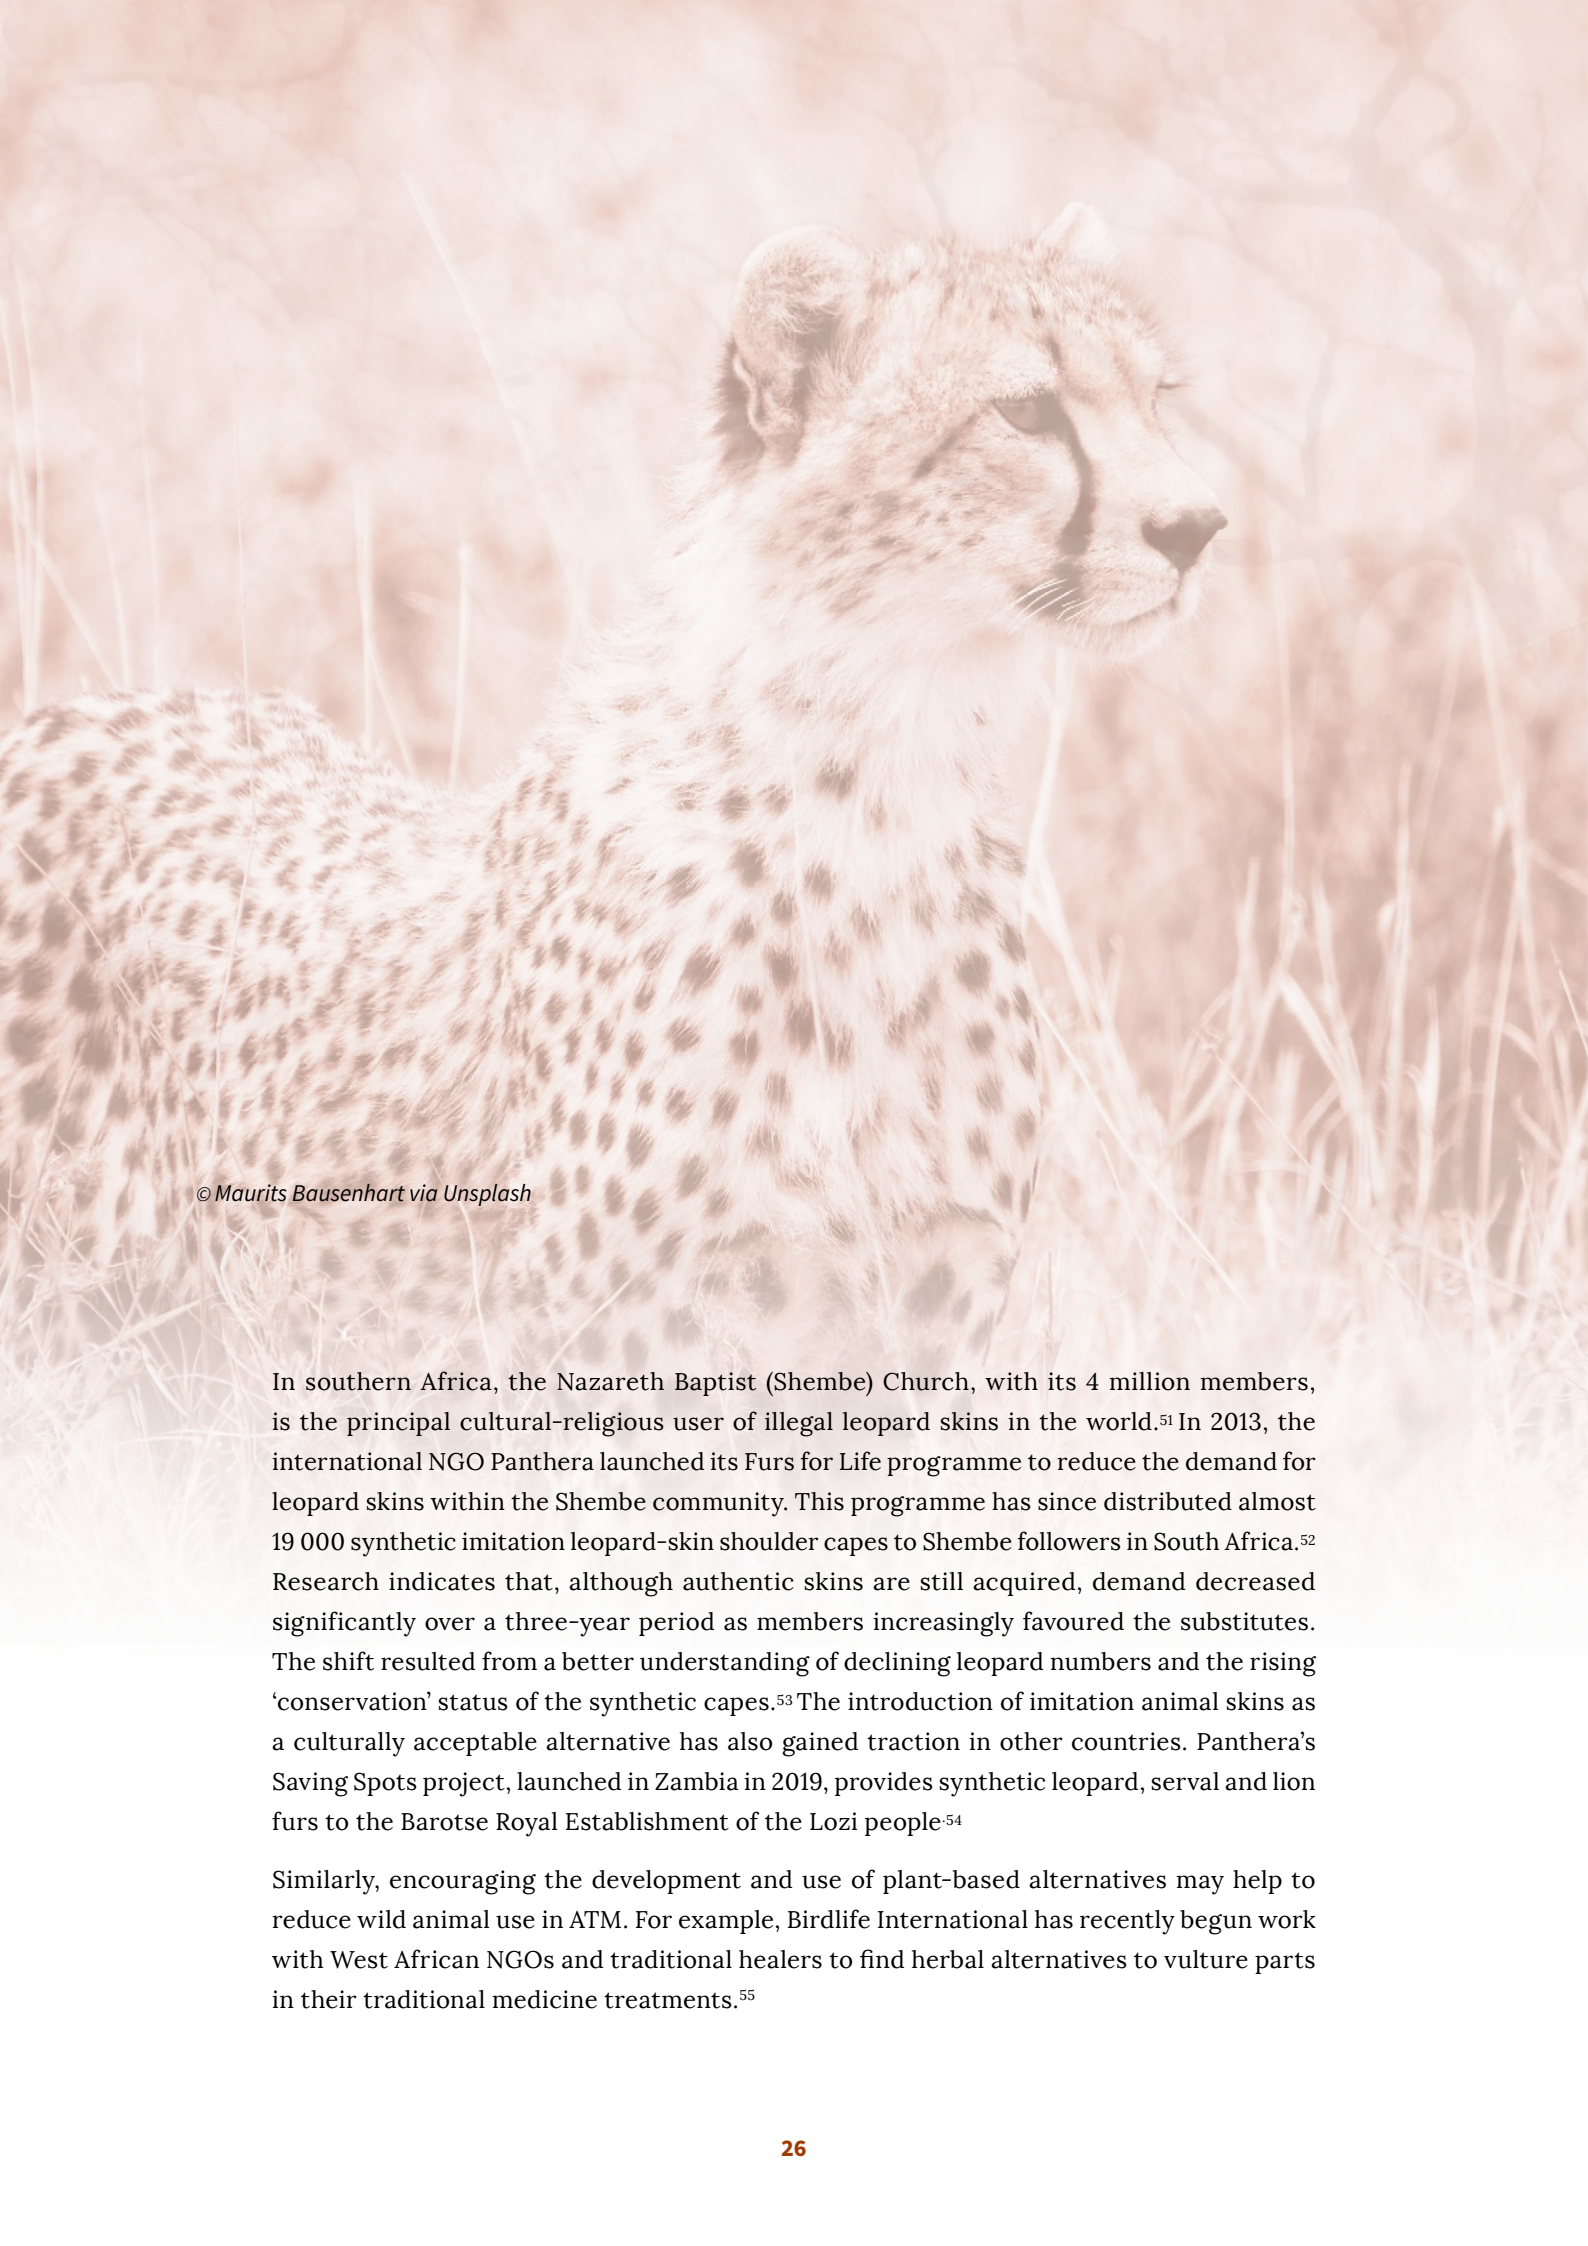 © Maurits Bausenhart via Unsplash
In southern Africa, the Nazareth Baptist (Shembe) Church, with its 4 million members,
is the principal cultural-religious user of illegal leopard skins in the world.51 In 2013, the
international NGO Panthera launched its Furs for Life programme to reduce the demand for
leopard skins within the Shembe community. This programme has since distributed almost
19 000 synthetic imitation leopard-skin shoulder capes to Shembe followers in South Africa.52
Research indicates that, although authentic skins are still acquired, demand decreased
significantly over a three-year period as members increasingly favoured the substitutes.
The shift resulted from a better understanding of declining leopard numbers and the rising
‘conservation’ status of the synthetic capes.53 The introduction of imitation animal skins as
a culturally acceptable alternative has also gained traction in other countries. Panthera’s
Saving Spots project, launched in Zambia in 2019, provides synthetic leopard, serval and lion
furs to the Barotse Royal Establishment of the Lozi people.54
Similarly, encouraging the development and use of plant-based alternatives may help to
reduce wild animal use in ATM. For example, Birdlife International has recently begun work
with West African NGOs and traditional healers to find herbal alternatives to vulture parts
in their traditional medicine treatments.55
26